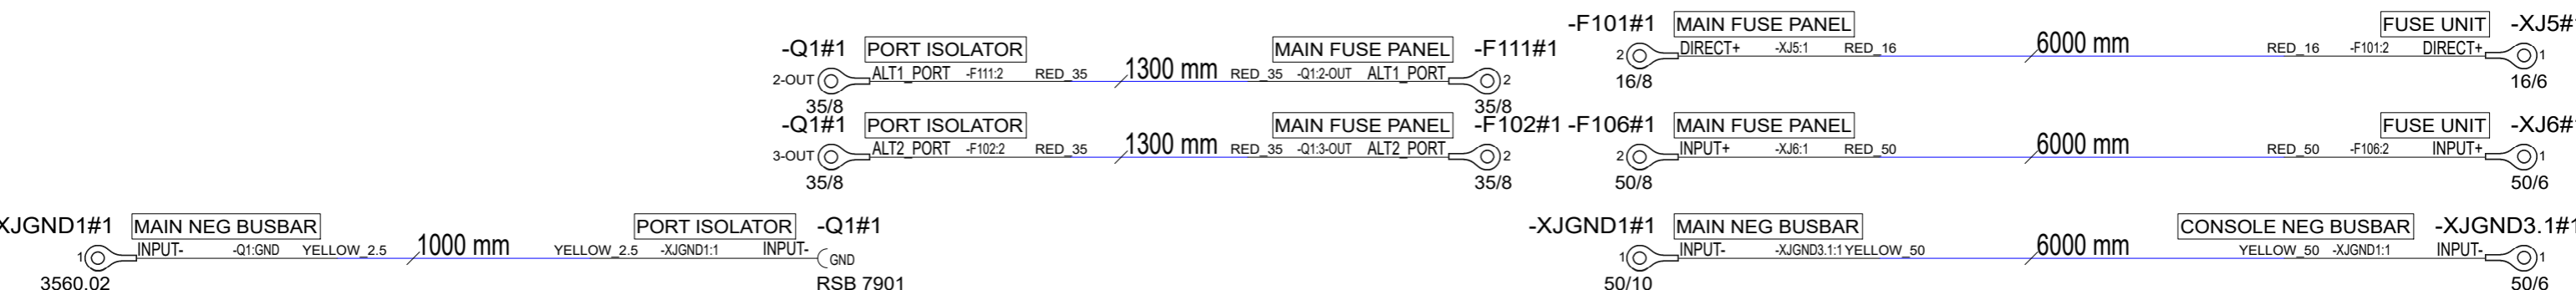 -F101#1 MAIN FUSE PANEL FUSE UNIT -XJ5#
2 DIRECT+ -XJ5:1 RED_16 6000 mm RED_16 -F101:2 DIRECT+ 1
16/8 16/6
-Q1#1 PORT ISOLATOR MAIN FUSE PANEL -F111#1
2-OUT ALT1_PORT -F111:2 RED_35 1300 mm RED_35 -Q1:2-OUT ALT1_PORT 2
35/8 35/8
-Q1#1 PORT ISOLATOR MAIN FUSE PANEL -F102#1
3-OUT ALT2_PORT -F102:2 RED_35 1300 mm RED_35 -Q1:3-OUT ALT2_PORT 2
35/8 35/8
-F106#1 MAIN FUSE PANEL FUSE UNIT -XJ6#
2 INPUT+ -XJ6:1 RED_50 6000 mm RED_50 -F106:2 INPUT+ 1
50/8 50/6
XJGND1#1 MAIN NEG BUSBAR PORT ISOLATOR -Q1#1
1 INPUT- -Q1:GND YELLOW_2.5 1000 mm YELLOW_2.5 -XJGND1:1 INPUT- GND
3560.02 RSB 7901
-XJGND1#1 MAIN NEG BUSBAR CONSOLE NEG BUSBAR -XJGND3.1#1
1 INPUT- -XJGND3.1:1 YELLOW_50 6000 mm YELLOW_50 -XJGND1:1 INPUT- 1
50/10 50/6